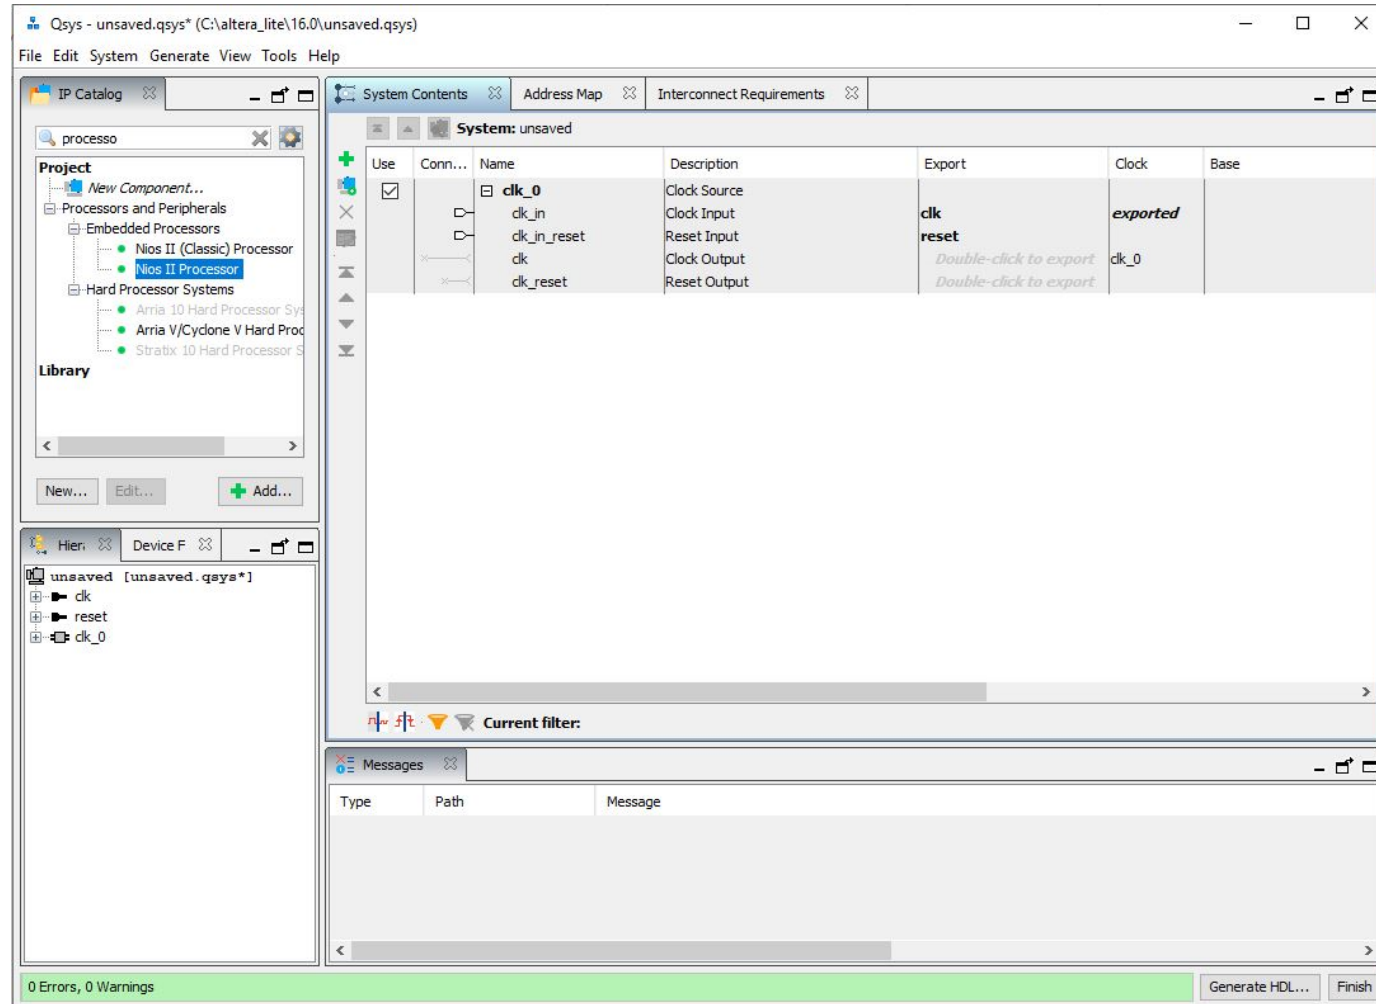 Qsys - unsaved.qsys* (C:\altera_lite\16.0\unsaved.qsys)
File Edit System Generate View Tools Help
IP Catalog
processo
Project
New Component...
Processors and Peripherals
Embedded Processors
Nios II (Classic) Processor
Nios II Processor
Hard Processor Systems
Arria 10 Hard Processor Sys
Arria V/Cyclone V Hard Proc
Stratix 10 Hard Processor S
Library
New... Edit... Add...
Hier. Device F
unsaved [unsaved.qsys*]
clk
reset
clk_0
System Contents Address Map Interconnect Requirements
System: unsaved
Use Conn... Name Description Export Clock Base
clk_0 Clock Source
clk_in Clock Input clk exported
clk_in_reset Reset Input reset
clk Clock Output Double-click to export clk_0
clk_reset Reset Output Double-click to export
Current filter:
Messages
Type Path Message
0 Errors, 0 Warnings
Generate HDL... Finish